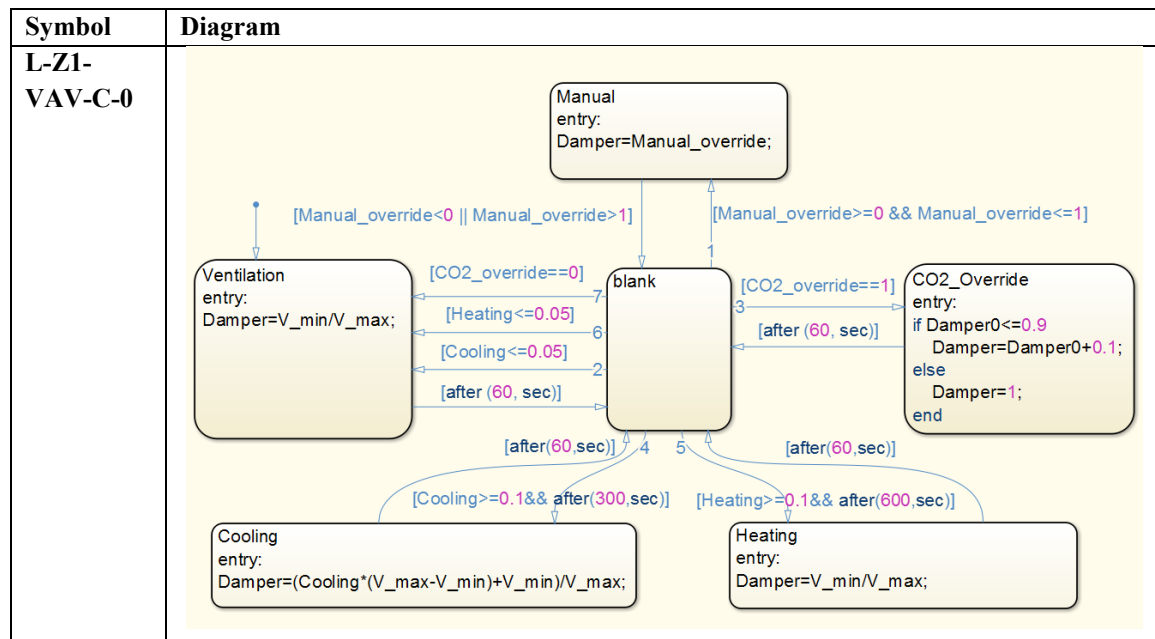 Symbol Diagram
L-Z1-
VAV-C-0
Manual
entry:
Damper=Manual_override;
[Manual_override<0 || Manual_override>1]
[Manual_override>=0 && Manual_override<=1]
1
Ventilation
entry:
Damper=V_min/V_max;
[CO2_override==0]
7
[Heating<=0.05]
6
[Cooling<=0.05]
2
[after (60, sec)]
blank
[CO2_override==1]
3
[after (60, sec)]
CO2_Override
entry:
if Damper0<=0.9
Damper=Damper0+0.1;
else
Damper=1;
end
[after(60,sec)]
4
5
[after(60,sec)]
[Cooling>=0.1&& after(300,sec)]
[Heating>=0.1&& after(600,sec)]
Cooling
entry:
Damper=(Cooling*(V_max-V_min)+V_min)/V_max;
Heating
entry:
Damper=V_min/V_max;